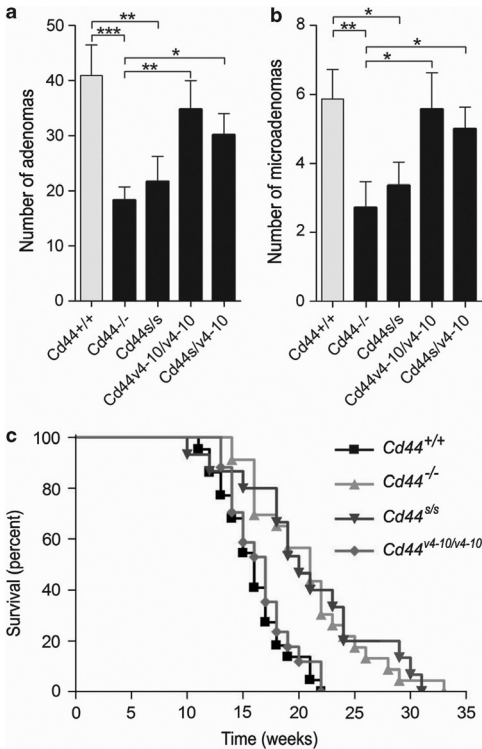 a
Number of adenomas
50
40
30
20
10
0
***
**
**
*
Cd44+/+
Cd44-/-
Cd44s/s
Cd44v4-10/v4-10
Cd44s/v4-10
b
Number of microadenomas
8
6
4
2
0
**
*
*
*
Cd44+/+
Cd44-/-
Cd44s/s
Cd44v4-10/v4-10
Cd44s/v4-10
c
Survival (percent)
100
80
60
40
20
0
0 5 10 15 20 25 30 35
Time (weeks)
Cd44+/+
Cd44-/-
Cd44s/s
Cd44v4-10/v4-10